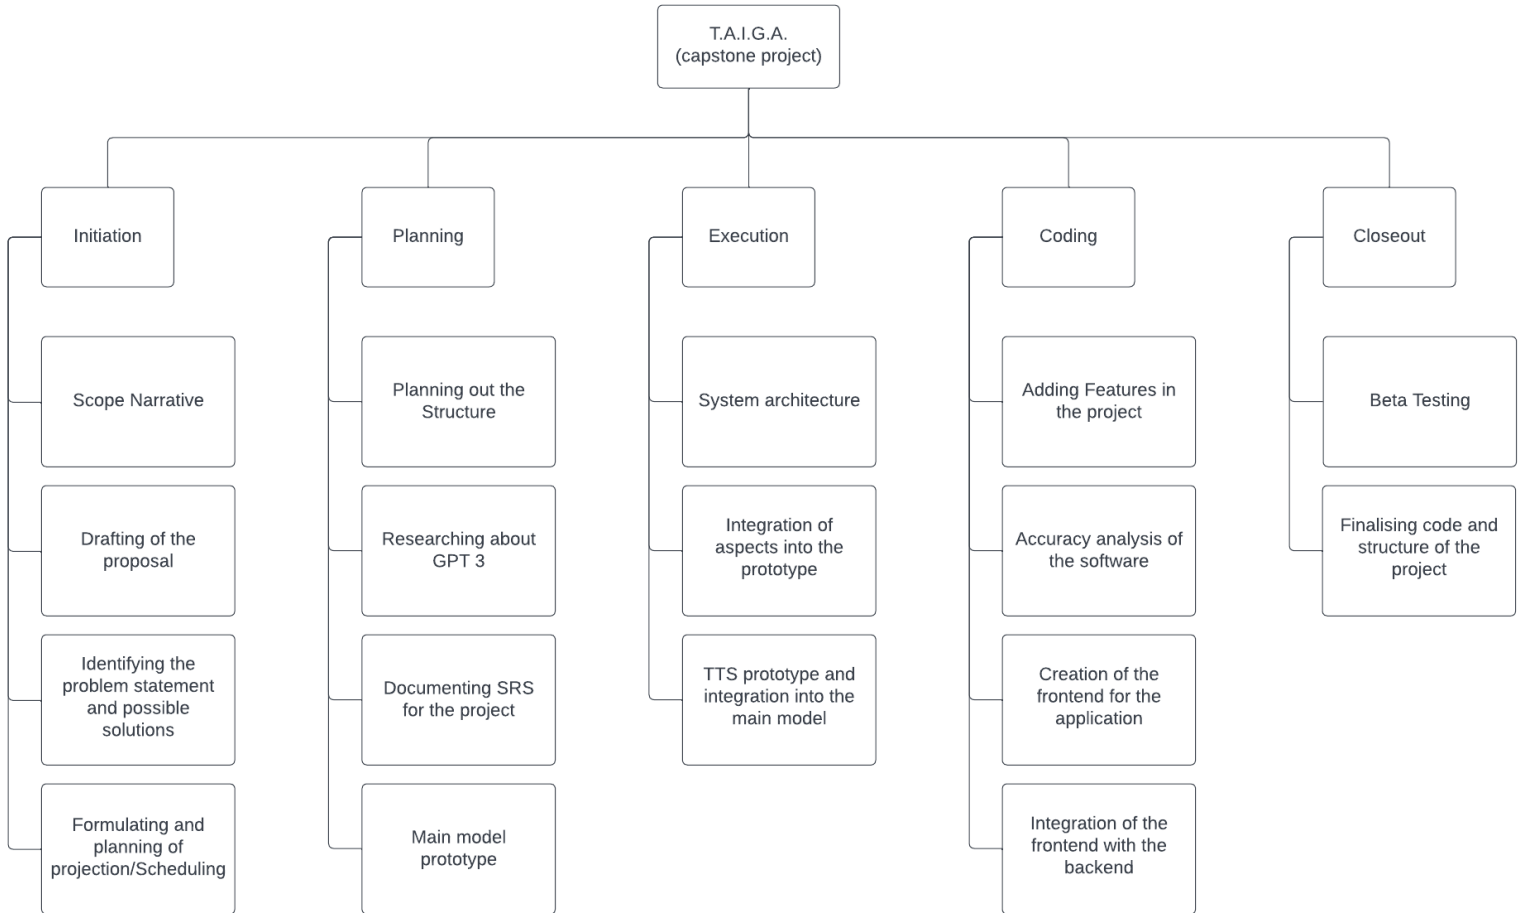 T.A.I.G.A.
(capstone project)
Initiation
Planning
Execution
Coding
Closeout
Scope Narrative
Drafting of the
proposal
Identifying the
problem statement
and possible
solutions
Formulating and
planning of
projection/Scheduling
Planning out the
Structure
Researching about
GPT 3
Documenting SRS
for the project
Main model
prototype
System architecture
Integration of
aspects into the
prototype
TTS prototype and
integration into the
main model
Adding Features in
the project
Accuracy analysis of
the software
Creation of the
frontend for the
application
Integration of the
frontend with the
backend
Beta Testing
Finalising code and
structure of the
project